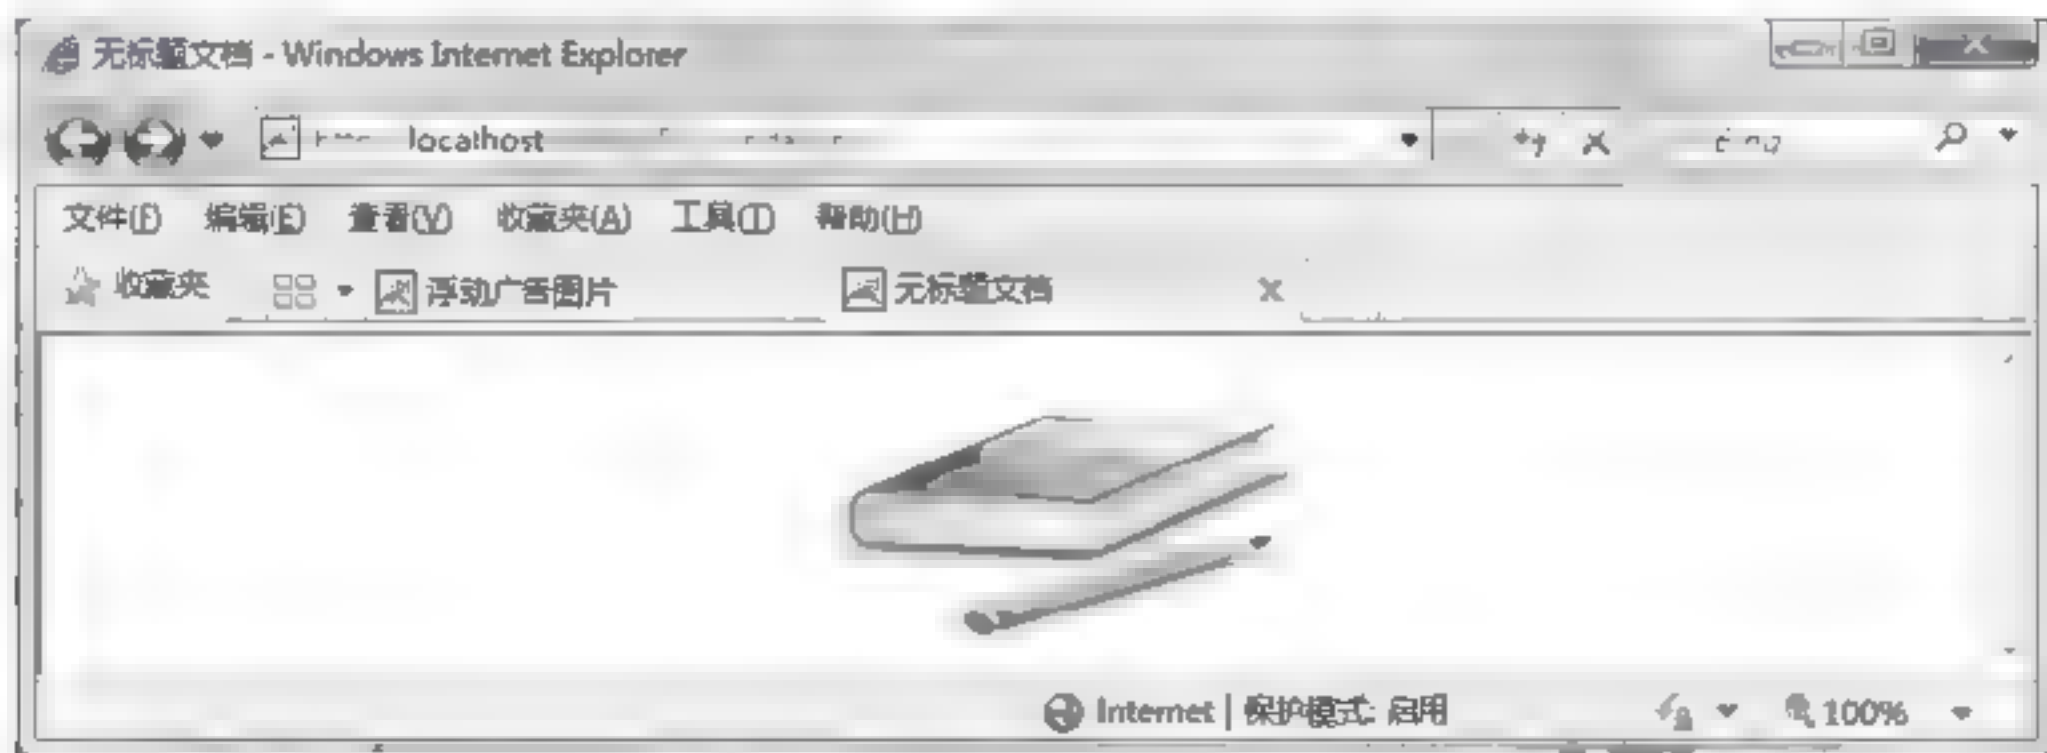 无标题文档 - Windows Internet Explorer
localhost
文件(F) 编辑(E) 查看(V) 收藏夹(A) 工具(T) 帮助(H)
收藏夹 浮动广告图片 无标题文档
Internet | 保护模式: 启用 100%